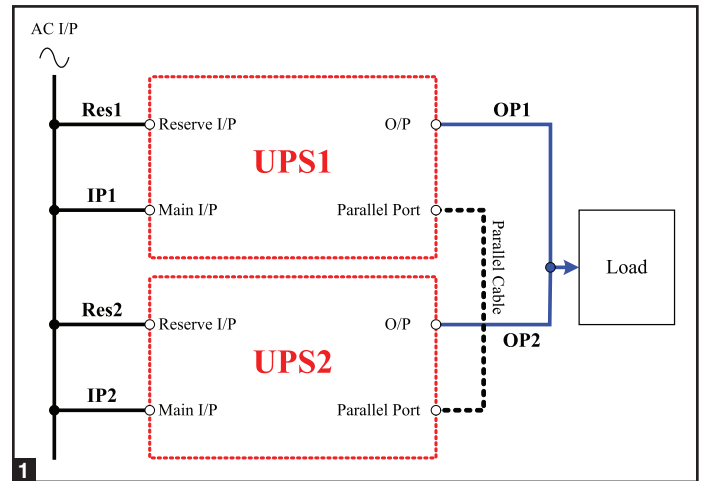 AC I/P
Res1
Reserve I/P
O/P
OP1
UPS1
IP1
Main I/P
Parallel Port
Parallel Cable
Load
Res2
Reserve I/P
O/P
OP2
UPS2
IP2
Main I/P
Parallel Port
1